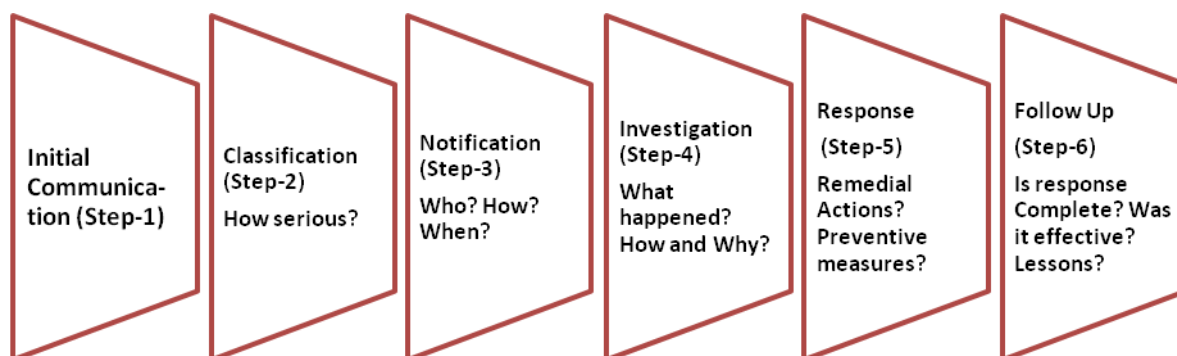 Initial
Communica-
tion (Step-1)
Classification
(Step-2)
How serious?
Notification
(Step-3)
Who? How?
When?
Investigation
(Step-4)
What
happened?
How and Why?
Response
(Step-5)
Remedial
Actions?
Preventive
measures?
Follow Up
(Step-6)
Is response
Complete? Was
it effective?
Lessons?